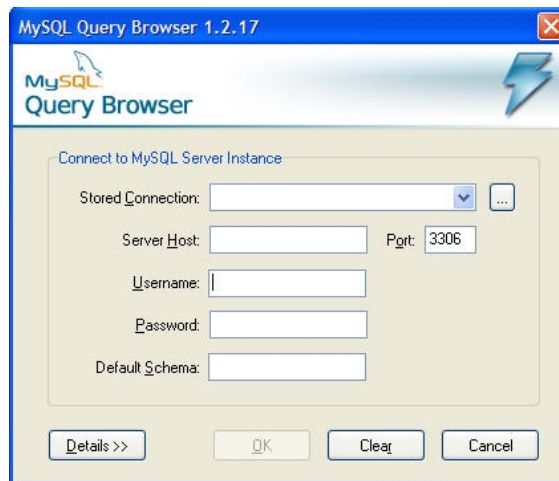 MySQL Query Browser 1.2.17
MySQL
Query Browser
Connect to MySQL Server Instance
Stored Connection:
...
Server Host:
Port: 3306
Username:
Password:
Default Schema:
Details >>
OK
Clear
Cancel